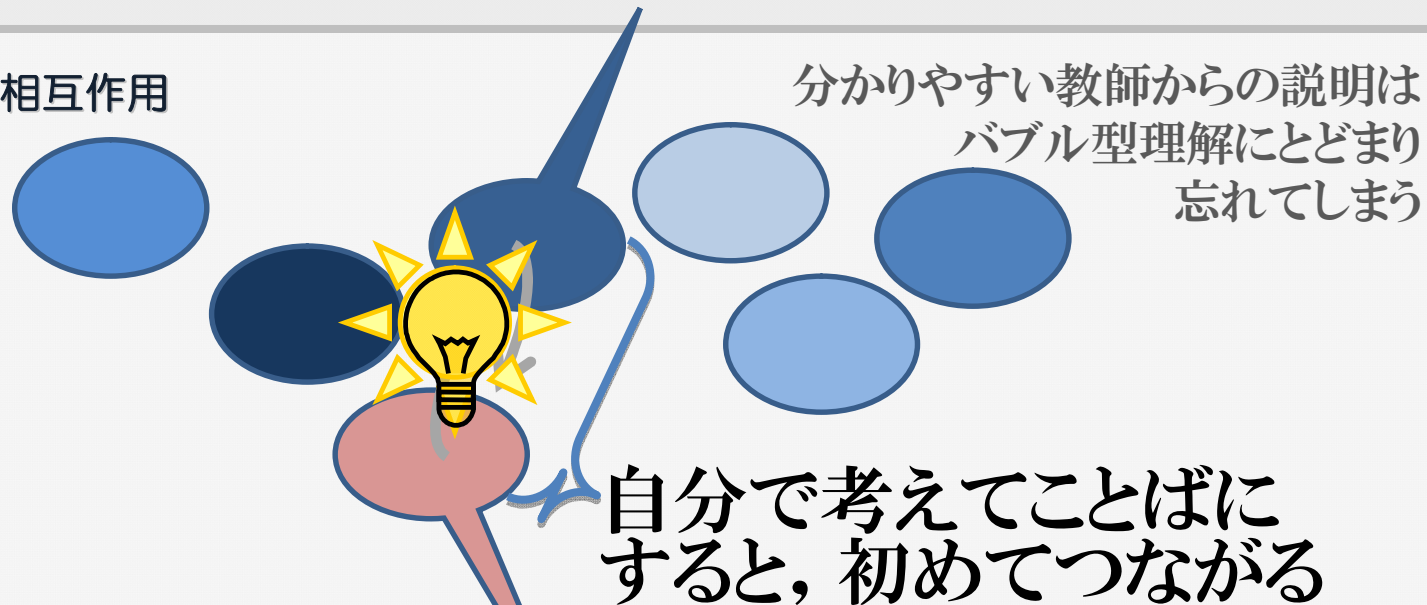 相互作用
分かりやすい教師からの説明は
バブル型理解にとどまり
忘れてしまう
自分で考えてことばに
すると，初めてつながる